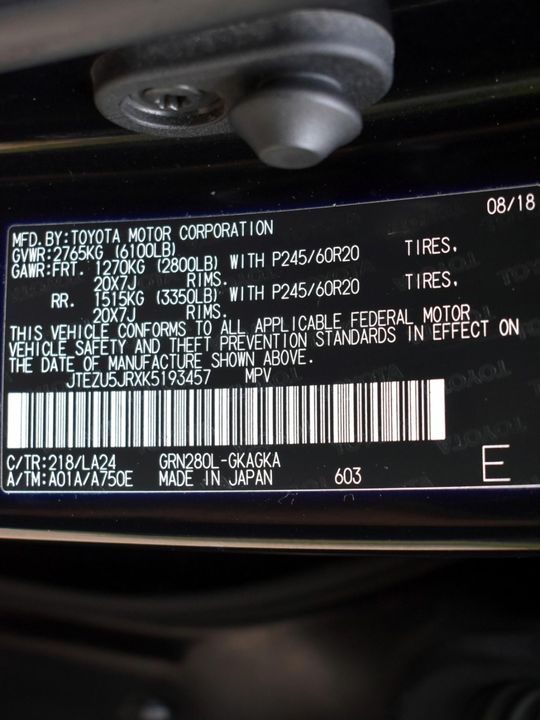 08/18
MFD.BY:TOYOTA MOTOR CORPORATION
GVWR:2765KG (6100LB)
GAWR:FRT. 1270KG (2800LB) WITH P245/60R20 TIRES,
20X7J RIMS.
RR. 1515KG (3350LB) WITH P245/60R20 TIRES,
20X7J RIMS.
THIS VEHICLE CONFORMS TO ALL APPLICABLE FEDERAL MOTOR
VEHICLE SAFETY AND THEFT PREVENTION STANDARDS IN EFFECT ON
THE DATE OF MANUFACTURE SHOWN ABOVE.
JTEZU5JRXK5193457 MPV
C/TR:218/LA24 GRN280L-GKAGKA
A/TM:A01A/A750E MADE IN JAPAN 603 E